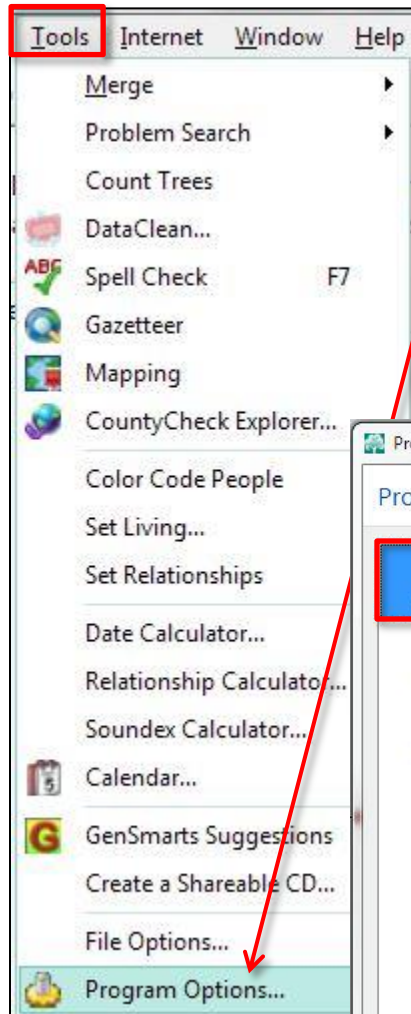 Tools Internet Window Help
Merge
Problem Search
Count Trees
DataClean...
ABC Spell Check F7
Gazetteer
Mapping
CountyCheck Explorer...
Color Code People
Set Living...
Set Relationships
Date Calculator...
Relationship Calculator...
Soundex Calculator...
5 Calendar...
G GenSmarts Suggestions
Create a Shareable CD...
File Options...
Program Options...